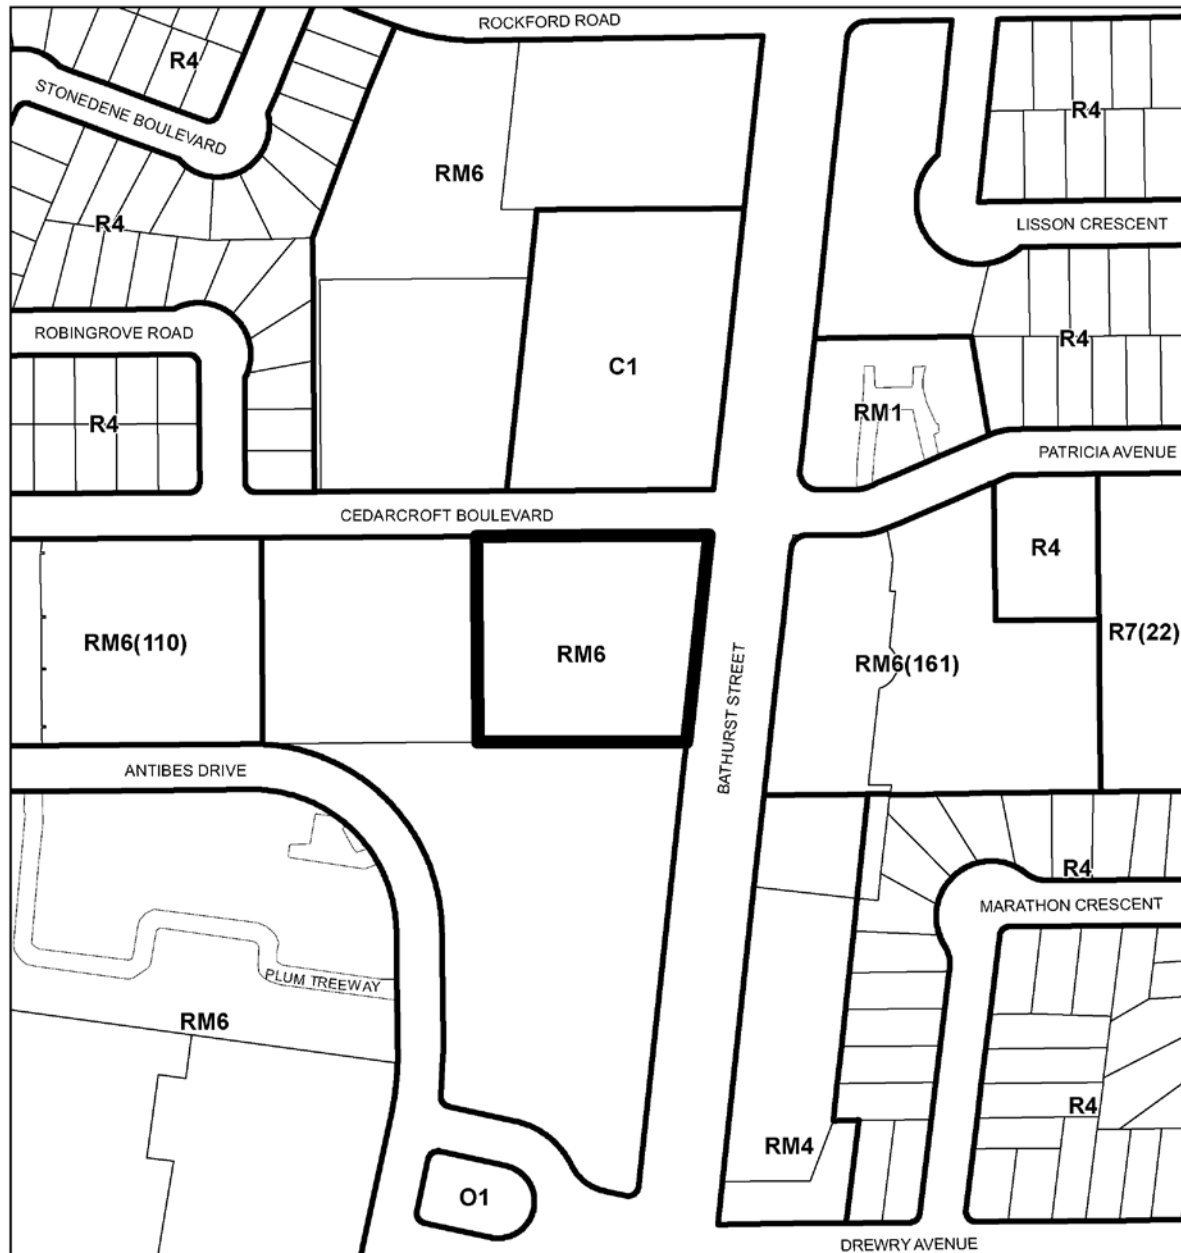 ROCKFORD ROAD
R4
STONEDENE BOULEVARD
R4
RM6
LISSON CRESCENT
R4
ROBINGROVE ROAD
R4
C1
R4
RM1
R4
PATRICIA AVENUE
CEDARCROFT BOULEVARD
R4
R7(22)
RM6(110)
RM6
RM6(161)
BATHURST STREET
ANTIBES DRIVE
R4
MARATHON CRESCENT
PLUM TREEWAY
RM6
R4
RM4
O1
DREWRY AVENUE